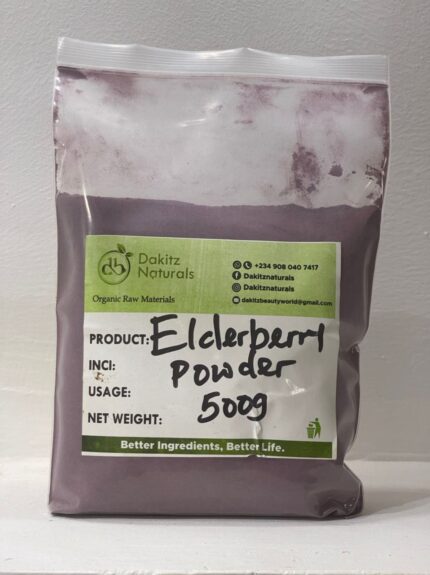 Dakitz
Naturals
Organic Raw Materials
+234 908 040 7417
Dakitznaturals
Dakitznaturals
dakitzbeautyworld@gmail.com
PRODUCT: Elderberry
INCI: Powder
USAGE:
NET WEIGHT: 500g
Better Ingredients, Better Life.